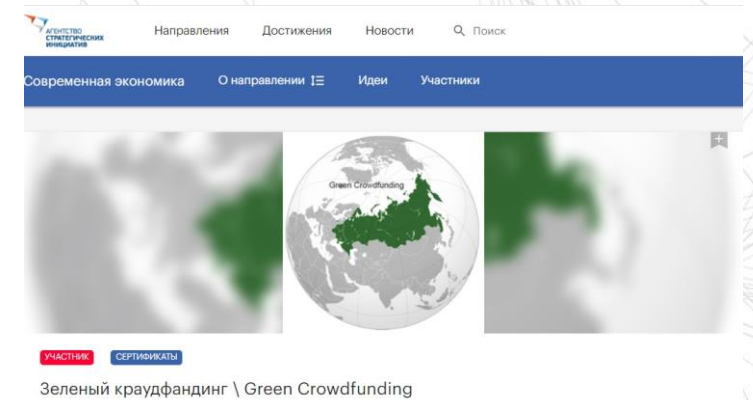 АГЕНТСТВО
СТРАТЕГИЧЕСКИХ
ИНИЦИАТИВ
Направления Достижения Новости Поиск
Современная экономика О направлении Идеи Участники
Green Crowdfunding
УЧАСТНИК СЕРТИФИКАТЫ
Зеленый краудфандинг \ Green Crowdfunding